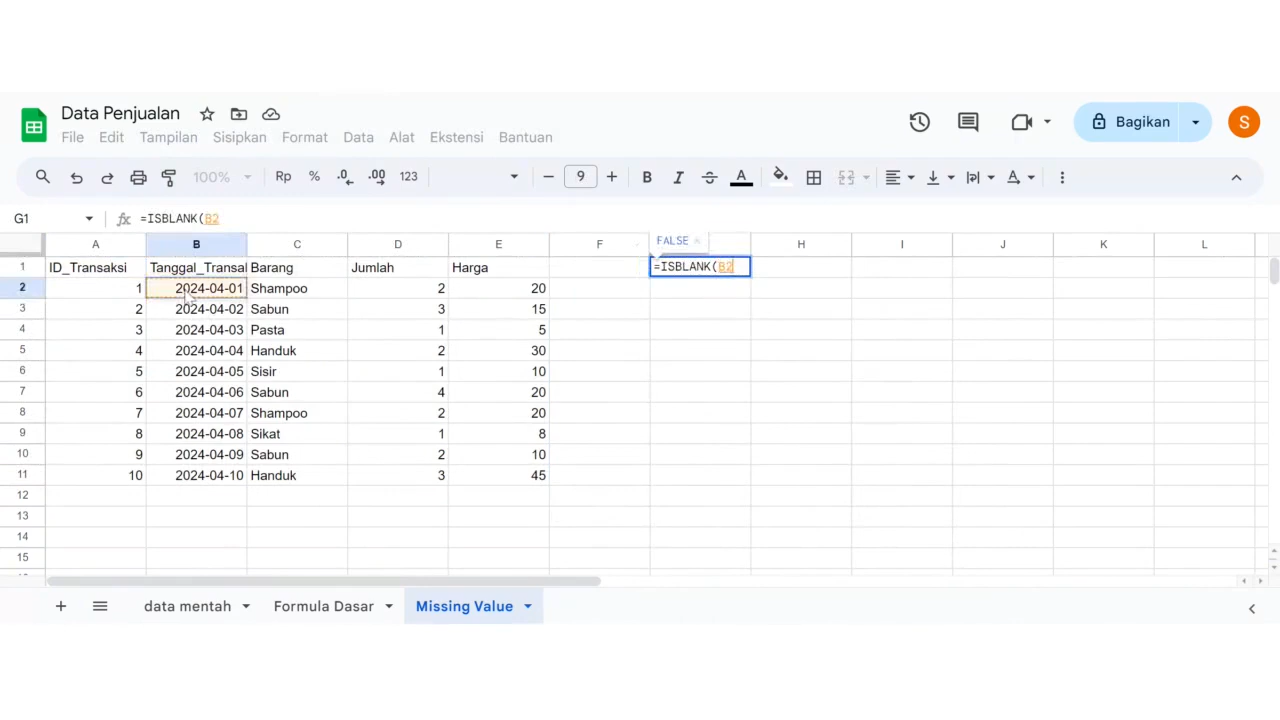 Data Penjualan
File Edit Tampilan Sisipkan Format Data Alat Ekstensi Bantuan
Bagikan
S
100% Rp % .0 .00 123 9 B I A
G1 fx =ISBLANK(B2
A B C D E F H I J K L
FALSE
1 ID_Transaksi Tanggal_Transal Barang Jumlah Harga =ISBLANK(B2
2 1 2024-04-01 Shampoo 2 20
3 2 2024-04-02 Sabun 3 15
4 3 2024-04-03 Pasta 1 5
5 4 2024-04-04 Handuk 2 30
6 5 2024-04-05 Sisir 1 10
7 6 2024-04-06 Sabun 4 20
8 7 2024-04-07 Shampoo 2 20
9 8 2024-04-08 Sikat 1 8
10 9 2024-04-09 Sabun 2 10
11 10 2024-04-10 Handuk 3 45
12
13
14
15
data mentah Formula Dasar Missing Value